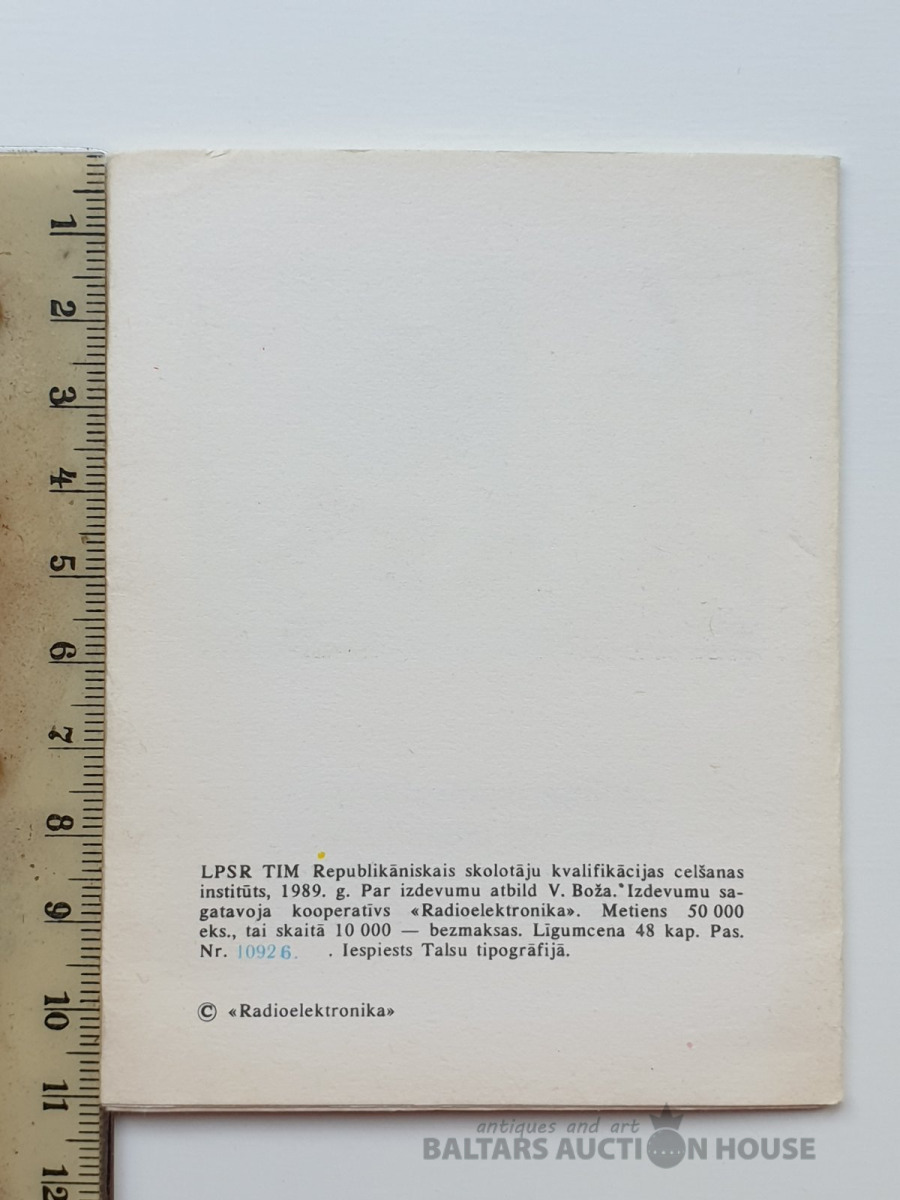 1
2
3
4
5
6
7
8
9
10
11
12
LPSR TIM Republikāniskais skolotāju kvalifikācijas celšanas
institūts, 1989. g. Par izdevumu atbild V. Boža. Izdevumu sa-
gatavoja kooperatīvs «Radioelektronika». Metiens 50 000
eks., tai skaitā 10 000 — bezmaksas. Līgumcena 48 kap. Pas.
Nr. 10926. . Iespiests Talsu tipogrāfijā.
© «Radioelektronika»
antiques and art
BALTARS AUCTION HOUSE